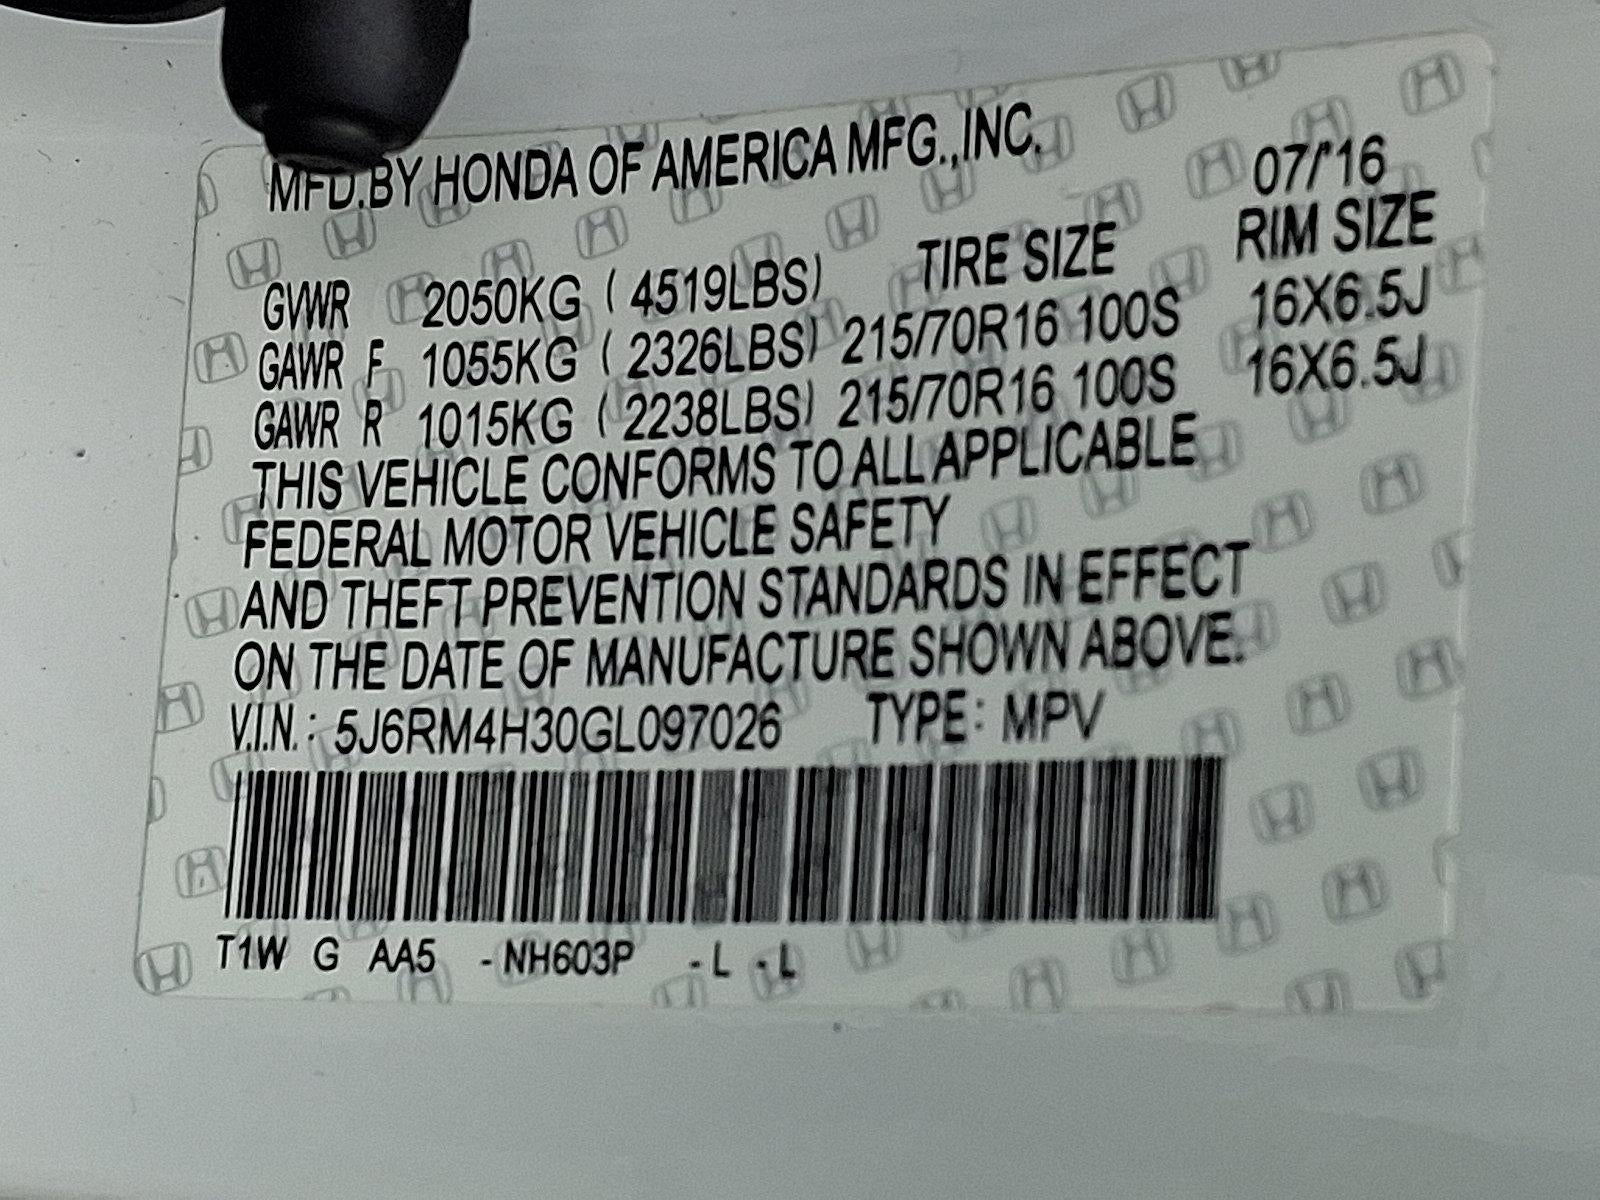 MFD.BY HONDA OF AMERICA MFG.,INC. 07/'16
TIRE SIZE RIM SIZE
GVWR 2050KG ( 4519LBS)
GAWR F 1055KG ( 2326LBS) 215/70R16 100S 16X6.5J
GAWR R 1015KG ( 2238LBS) 215/70R16 100S 16X6.5J
THIS VEHICLE CONFORMS TO ALL APPLICABLE
FEDERAL MOTOR VEHICLE SAFETY
AND THEFT PREVENTION STANDARDS IN EFFECT
ON THE DATE OF MANUFACTURE SHOWN ABOVE.
V.I.N.: 5J6RM4H30GL097026 TYPE: MPV
T1W G AA5 -NH603P -L -L